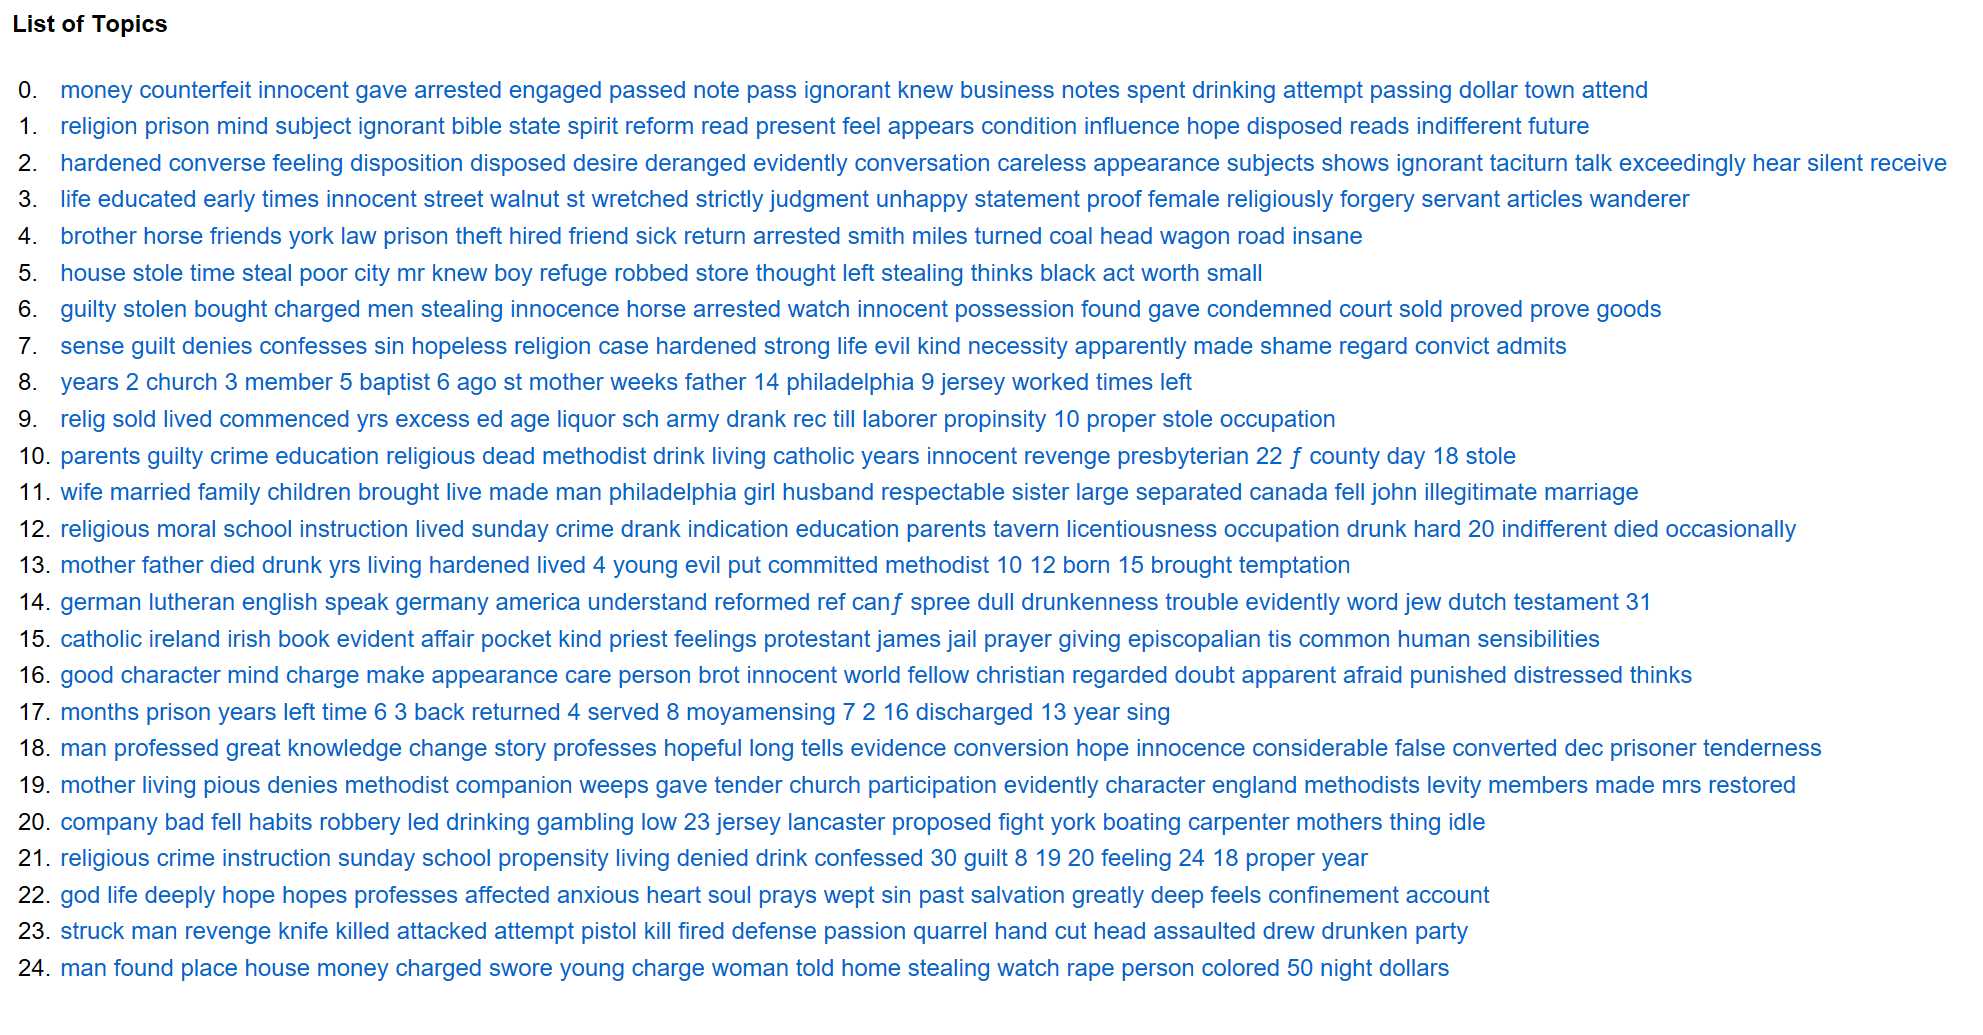 List of Topics
0. money counterfeit innocent gave arrested engaged passed note pass ignorant knew business notes spent drinking attempt passing dollar town attend
1. religion prison mind subject ignorant bible state spirit reform read present feel appears condition influence hope disposed reads indifferent future
2. hardened converse feeling disposition disposed desire deranged evidently conversation careless appearance subjects shows ignorant taciturn talk exceedingly hear silent receive
3. life educated early times innocent street walnut st wretched strictly judgment unhappy statement proof female religiously forgery servant articles wanderer
4. brother horse friends york law prison theft hired friend sick return arrested smith miles turned coal head wagon road insane
5. house stole time steal poor city mr knew boy refuge robbed store thought left stealing thinks black act worth small
6. guilty stolen bought charged men stealing innocence horse arrested watch innocent possession found gave condemned court sold proved prove goods
7. sense guilt denies confesses sin hopeless religion case hardened strong life evil kind necessity apparently made shame regard convict admits
8. years 2 church 3 member 5 baptist 6 ago st mother weeks father 14 philadelphia 9 jersey worked times left
9. relig sold lived commenced yrs excess ed age liquor sch army drank rec till laborer propinsity 10 proper stole occupation
10. parents guilty crime education religious dead methodist drink living catholic years innocent revenge presbyterian 22 ƒ county day 18 stole
11. wife married family children brought live made man philadelphia girl husband respectable sister large separated canada fell john illegitimate marriage
12. religious moral school instruction lived sunday crime drank indication education parents tavern licentiousness occupation drunk hard 20 indifferent died occasionally
13. mother father died drunk yrs living hardened lived 4 young evil put committed methodist 10 12 born 15 brought temptation
14. german lutheran english speak germany america understand reformed ref canƒ spree dull drunkenness trouble evidently word jew dutch testament 31
15. catholic ireland irish book evident affair pocket kind priest feelings protestant james jail prayer giving episcopalian tis common human sensibilities
16. good character mind charge make appearance care person brot innocent world fellow christian regarded doubt apparent afraid punished distressed thinks
17. months prison years left time 6 3 back returned 4 served 8 moyamensing 7 2 16 discharged 13 year sing
18. man professed great knowledge change story professes hopeful long tells evidence conversion hope innocence considerable false converted dec prisoner tenderness
19. mother living pious denies methodist companion weeps gave tender church participation evidently character england methodists levity members made mrs restored
20. company bad fell habits robbery led drinking gambling low 23 jersey lancaster proposed fight york boating carpenter mothers thing idle
21. religious crime instruction sunday school propensity living denied drink confessed 30 guilt 8 19 20 feeling 24 18 proper year
22. god life deeply hope hopes professes affected anxious heart soul prays wept sin past salvation greatly deep feels confinement account
23. struck man revenge knife killed attacked attempt pistol kill fired defense passion quarrel hand cut head assaulted drew drunken party
24. man found place house money charged swore young charge woman told home stealing watch rape person colored 50 night dollars